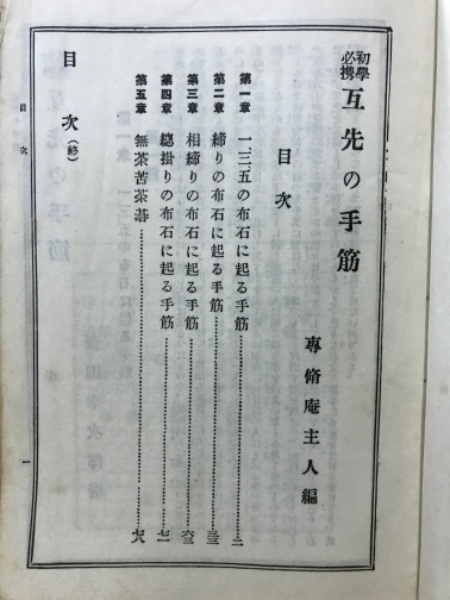 初學必携 互先の手筋
專脩庵主人編
目次
第一章 一、三、五の布石に起る手筋 二
第二章 締りの布石に起る手筋 三三
第三章 相締りの布石に起る手筋 六三
第四章 總掛りの布石に起る手筋 七一
第五章 無茶苦茶碁 七八
目次(終)
目次
一